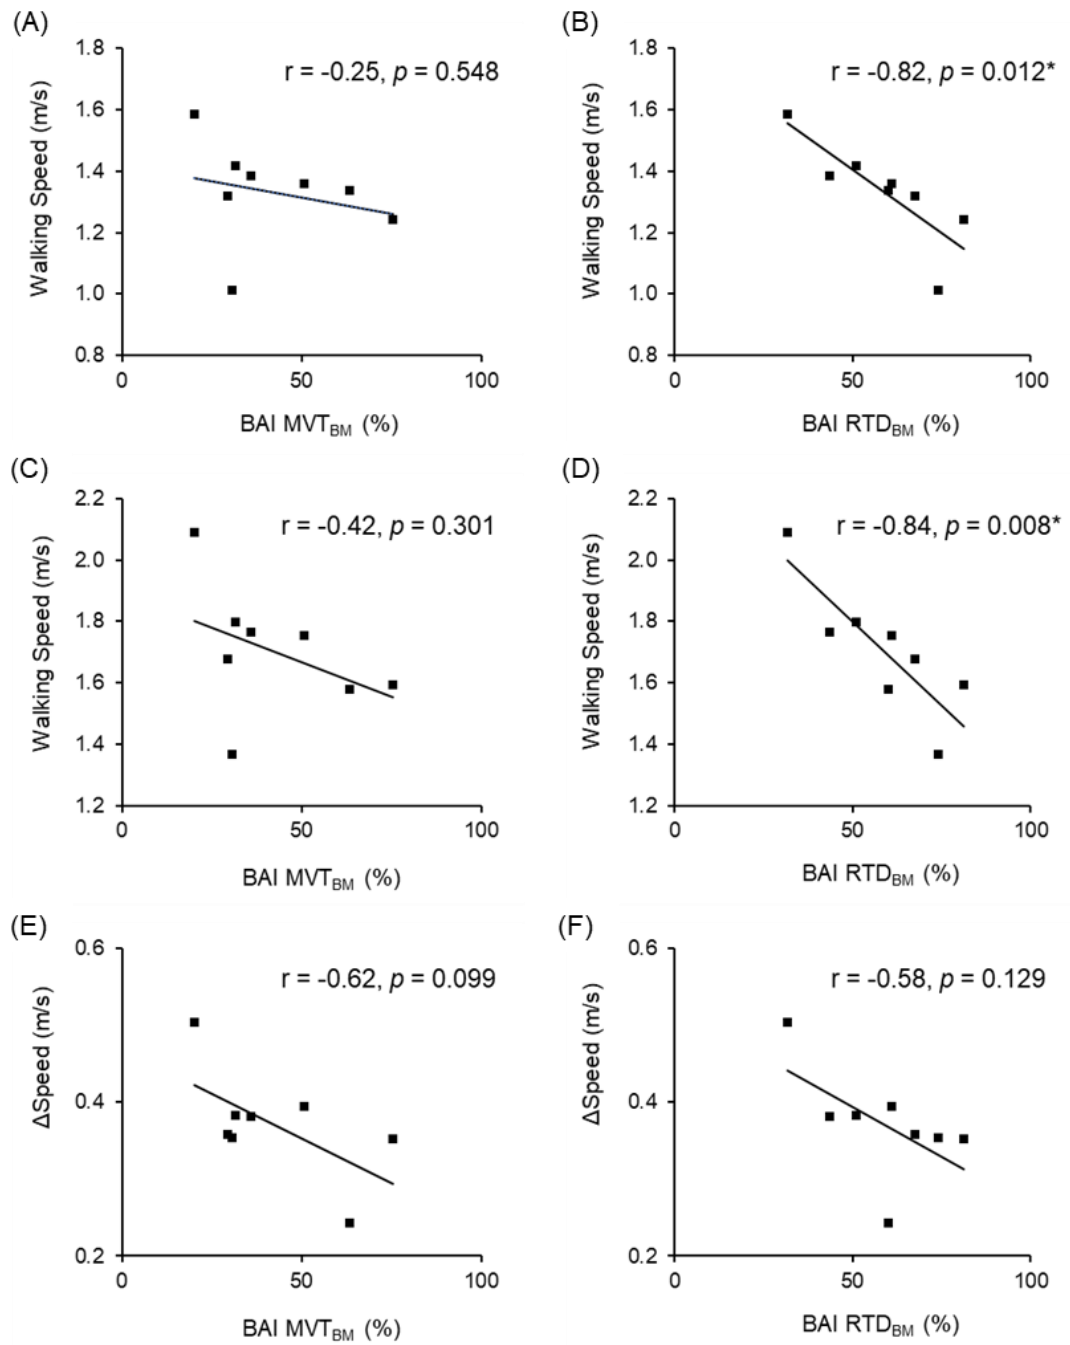 (A)
1.8
1.6
1.4
1.2
1.0
0.8
Walking Speed (m/s)
r = -0.25, p = 0.548
0 50 100
BAI MVTBM (%)
(B)
1.8
1.6
1.4
1.2
1.0
0.8
Walking Speed (m/s)
r = -0.82, p = 0.012*
0 50 100
BAI RTDBM (%)
(C)
2.2
2.0
1.8
1.6
1.4
1.2
Walking Speed (m/s)
r = -0.42, p = 0.301
0 50 100
BAI MVTBM (%)
(D)
2.2
2.0
1.8
1.6
1.4
1.2
Walking Speed (m/s)
r = -0.84, p = 0.008*
0 50 100
BAI RTDBM (%)
(E)
0.6
0.4
0.2
ΔSpeed (m/s)
r = -0.62, p = 0.099
0 50 100
BAI MVTBM (%)
(F)
0.6
0.4
0.2
ΔSpeed (m/s)
r = -0.58, p = 0.129
0 50 100
BAI RTDBM (%)